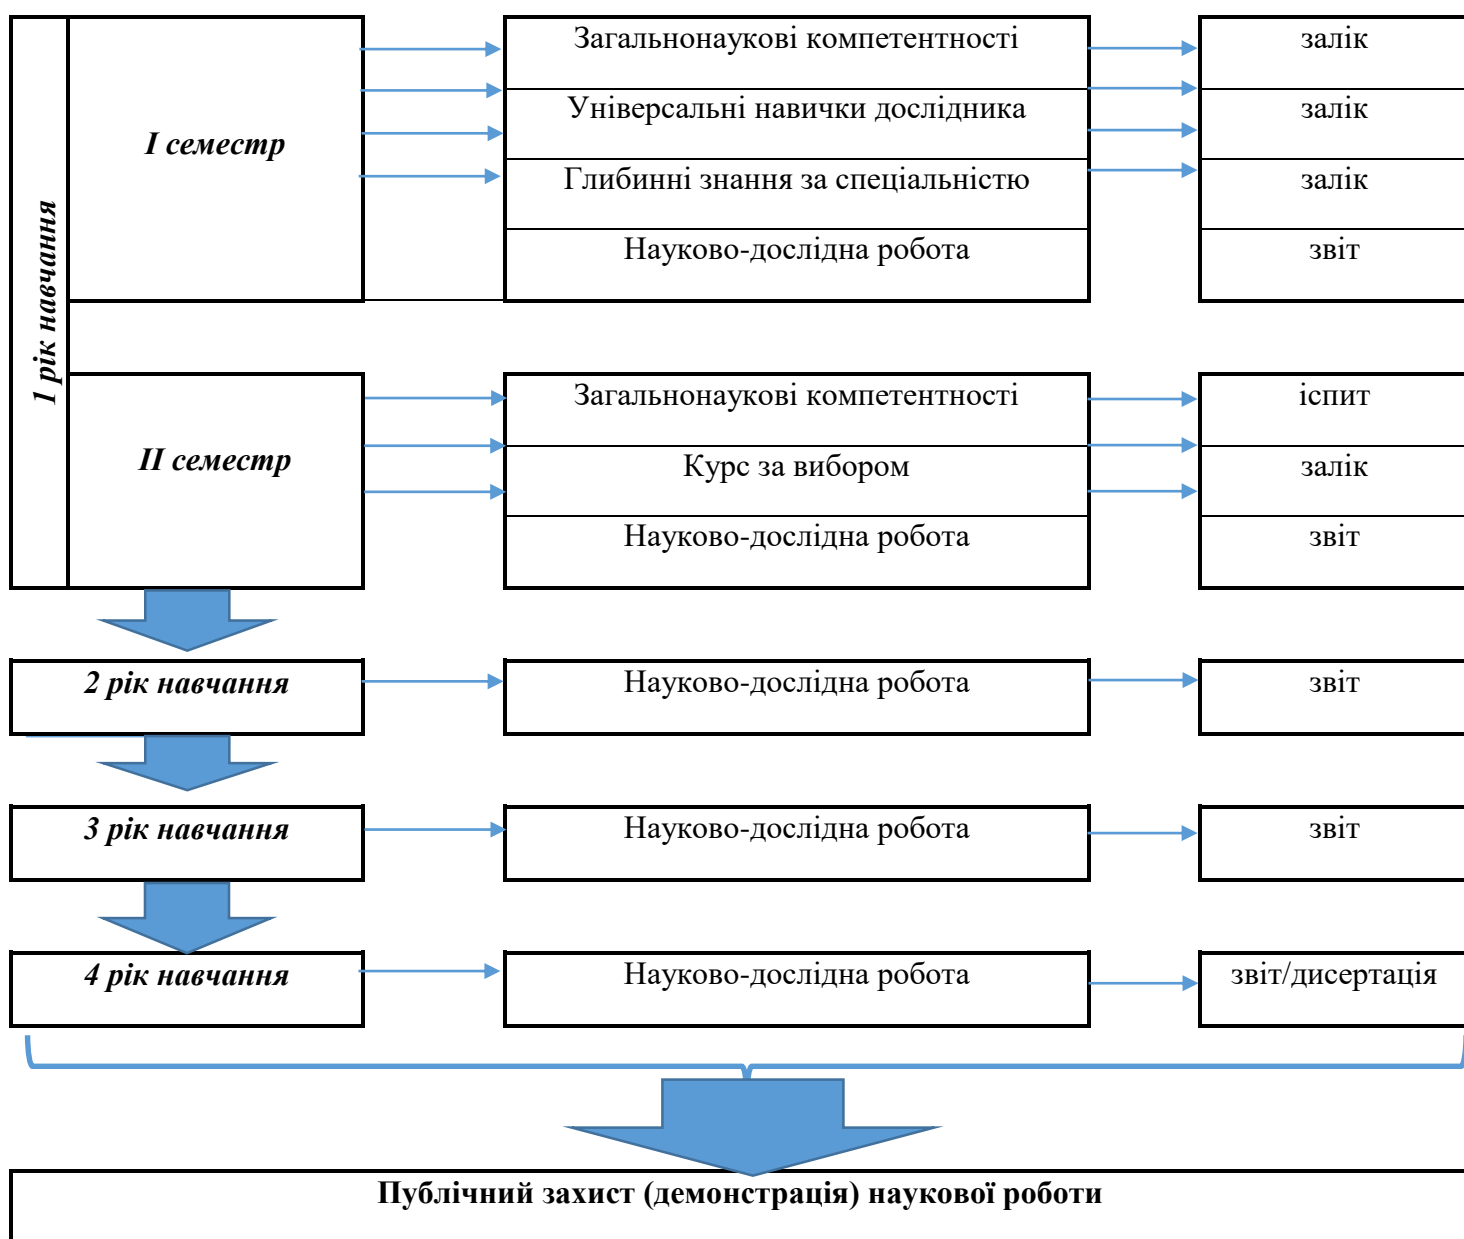 1 рік навчання
I семестр
Загальнонаукові компетентності
залік
Універсальні навички дослідника
залік
Глибинні знання за спеціальністю
залік
Науково-дослідна робота
звіт
II семестр
Загальнонаукові компетентності
іспит
Курс за вибором
залік
Науково-дослідна робота
звіт
2 рік навчання
Науково-дослідна робота
звіт
3 рік навчання
Науково-дослідна робота
звіт
4 рік навчання
Науково-дослідна робота
звіт/дисертація
Публічний захист (демонстрація) наукової роботи